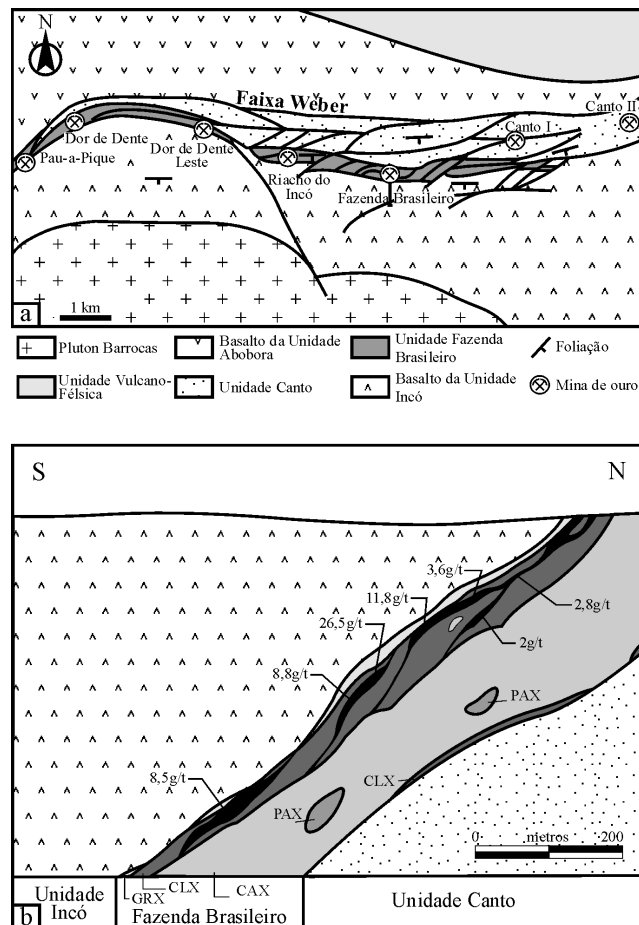 N
Faixa Weber
Canto II
Canto I
Dor de Dente
Dor de Dente
Leste
Pau-a-Pique
Riacho do
Incó
Fazenda Brasileiro
1 km
a
Pluton Barrocas
Basalto da Unidade
Abobora
Unidade Fazenda
Brasileiro
Foliação
Unidade Vulcano-
Félsica
Unidade Canto
Basalto da Unidade
Incó
Mina de ouro
S
N
3,6g/t
11,8g/t
2,8g/t
26,5g/t
2g/t
8,8g/t
PAX
8,5g/t
CLX
PAX
0 metros 200
CLX
GRX
CAX
Unidade
Incó
Fazenda Brasileiro
Unidade Canto
b